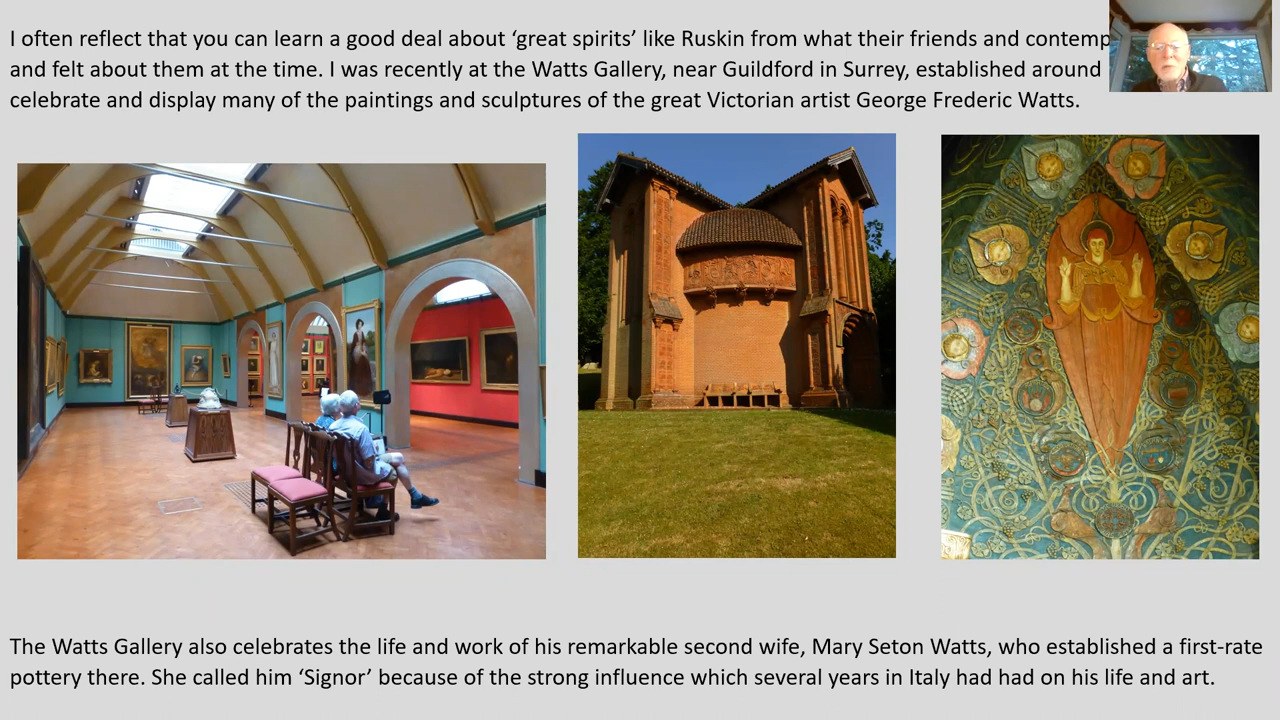 I often reflect that you can learn a good deal about ‘great spirits’ like Ruskin from what their friends and
and felt about them at the time. I was recently at the Watts Gallery, near Guildford in Surrey, established around
celebrate and display many of the paintings and sculptures of the great Victorian artist George Frederic Watts.
The Watts Gallery also celebrates the life and work of his remarkable second wife, Mary Seton Watts, who established a first-rate
pottery there. She called him ‘Signor’ because of the strong influence which several years in Italy had had on his life and art.